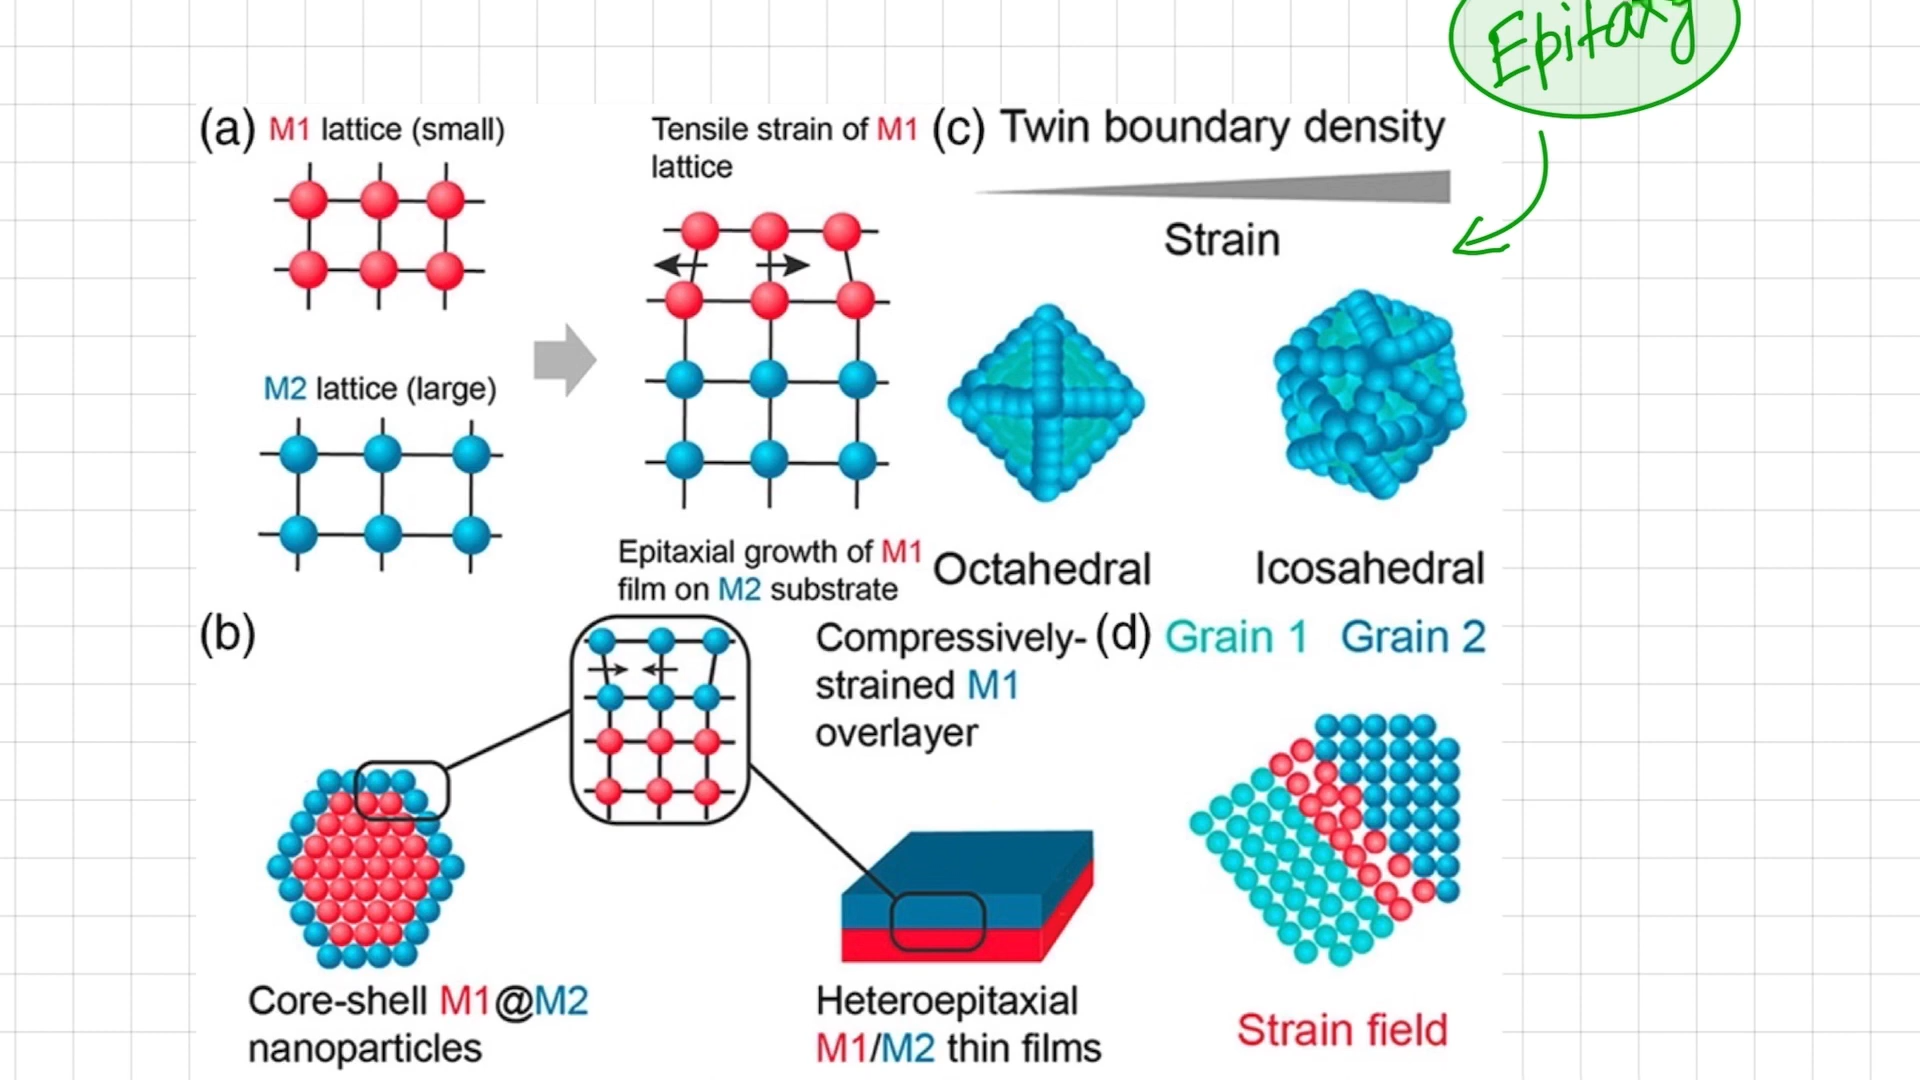 Epitaxy
(a) M1 lattice (small)
Tensile strain of M1
lattice
M2 lattice (large)
Epitaxial growth of M1
film on M2 substrate
(c) Twin boundary density
Strain
Octahedral
Icosahedral
(b)
Compressively-
strained M1
overlayer
Core-shell M1@M2
nanoparticles
Heteroepitaxial
M1/M2 thin films
(d) Grain 1 Grain 2
Strain field